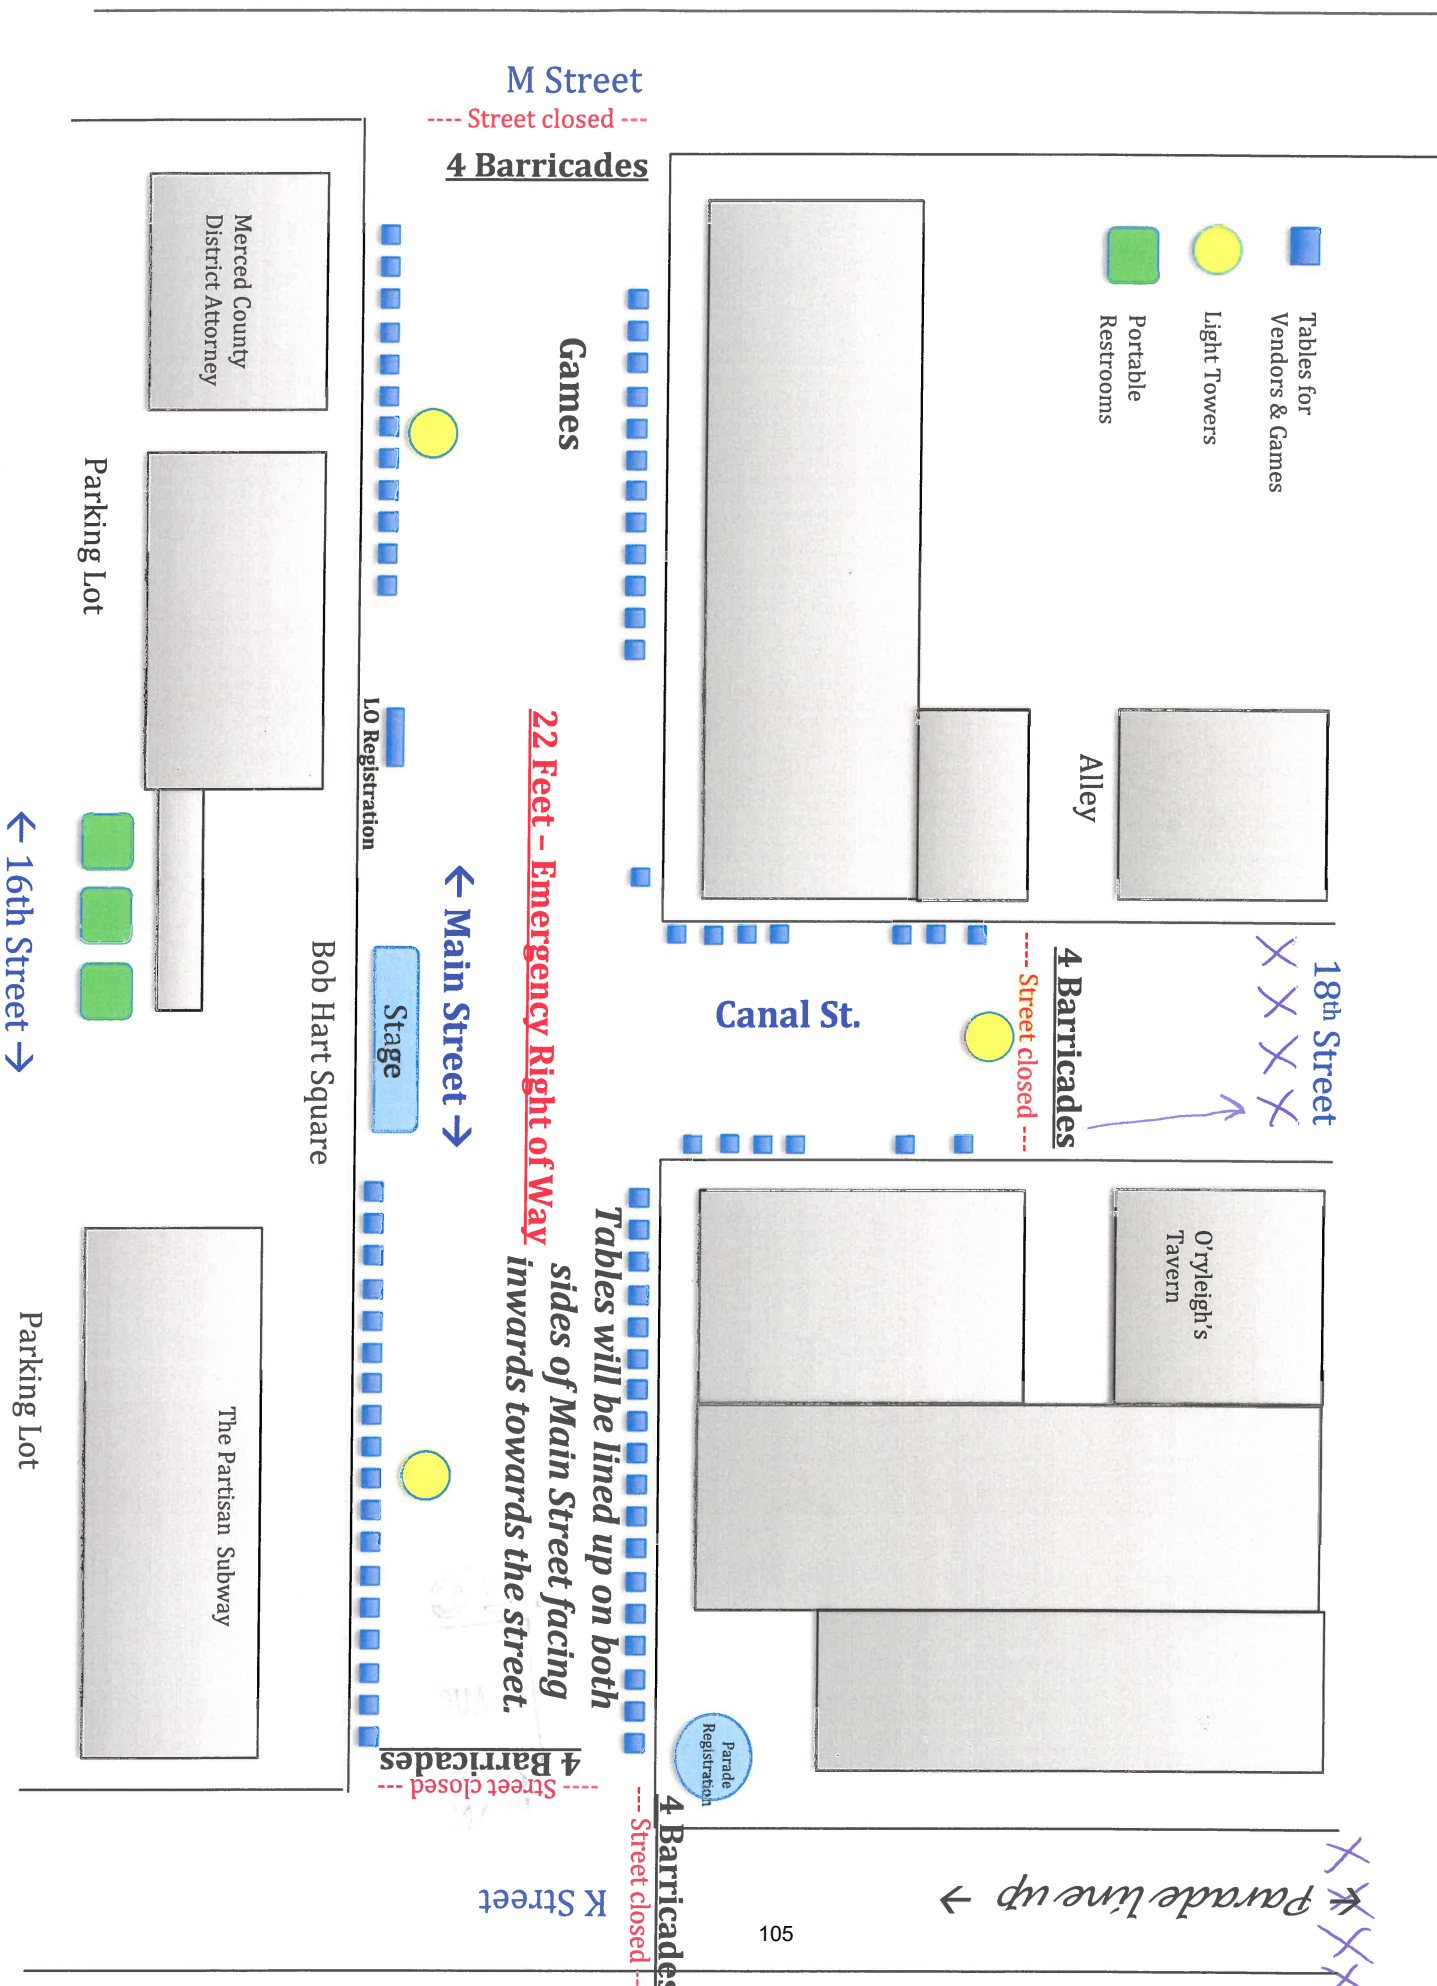 M Street
---- Street closed ---
4 Barricades
Tables for
Vendors & Games
Light Towers
Portable
Restrooms
Merced County
District Attorney
Games
Parking Lot
LO Registration
22 Feet – Emergency Right of Way
Alley
← Main Street →
← 16th Street →
Stage
Bob Hart Square
Canal St.
---- Street closed ---
4 Barricades
18th Street
X X X X
O'ryleigh's
Tavern
Tables will be lined up on both
sides of Main Street facing
inwards towards the street.
The Partisan Subway
Parking Lot
4 Barricades
---- Street closed ---
Parade
Registration
4 Barricades
--- Street closed --
K Street
← Parade line up →
X X X X
105